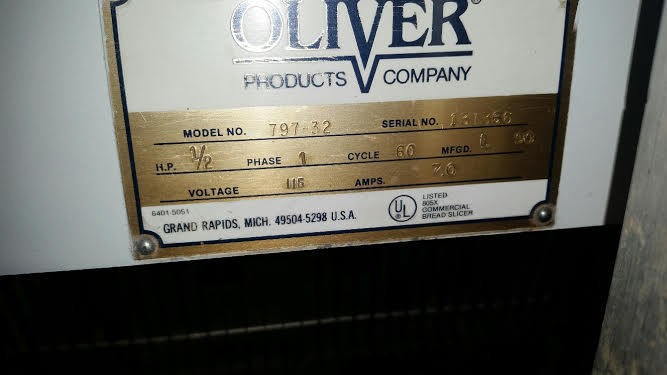 OLIVER®
PRODUCTS COMPANY
MODEL NO. 797-32 SERIAL NO.
H.P. 1/2 PHASE 1 CYCLE 60 MFGD. 90
VOLTAGE 115 AMPS. 7.6
6401-5051
GRAND RAPIDS, MICH. 49504-5298 U.S.A.
UL LISTED
805X
COMMERCIAL
BREAD SLICER